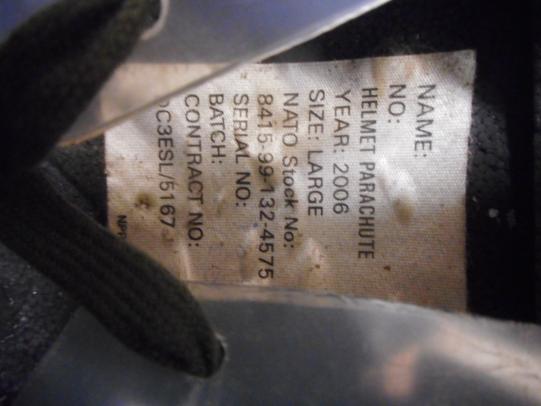 NAME:
NO:
HELMET PARACHUTE
YEAR: 2006
SIZE: LARGE
NATO Stock No:
8415-99-132-4575
SERIAL NO:
BATCH:
CONTRACT NO:
C3ESL/5167